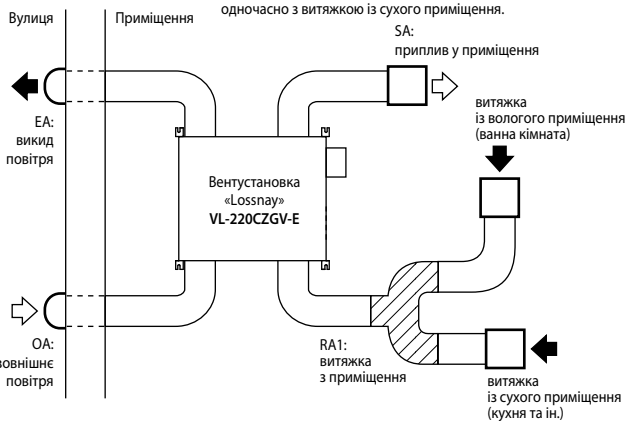 одночасно з витяжкою із сухого приміщення.
Вулиця
Приміщення
SA:
приплив у приміщення
EA:
викид
повітря
витяжка
із вологого приміщення
(ванна кімната)
Вентустановка
«Lossnay»
VL-220CZGV-E
OA:
зовнішнє
повітря
RA1:
витяжка
з приміщення
витяжка
із сухого приміщення
(кухня та ін.)